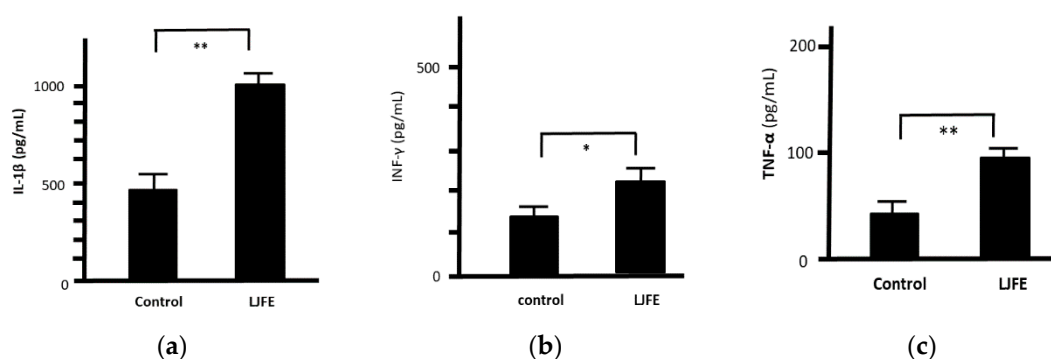 IL-1β (pg/mL)
1000
500
0
**
Control
LJFE
(a)
INF-γ (pg/mL)
500
0
*
control
LJFE
(b)
TNF-α (pg/mL)
200
100
0
**
Control
LJFE
(c)